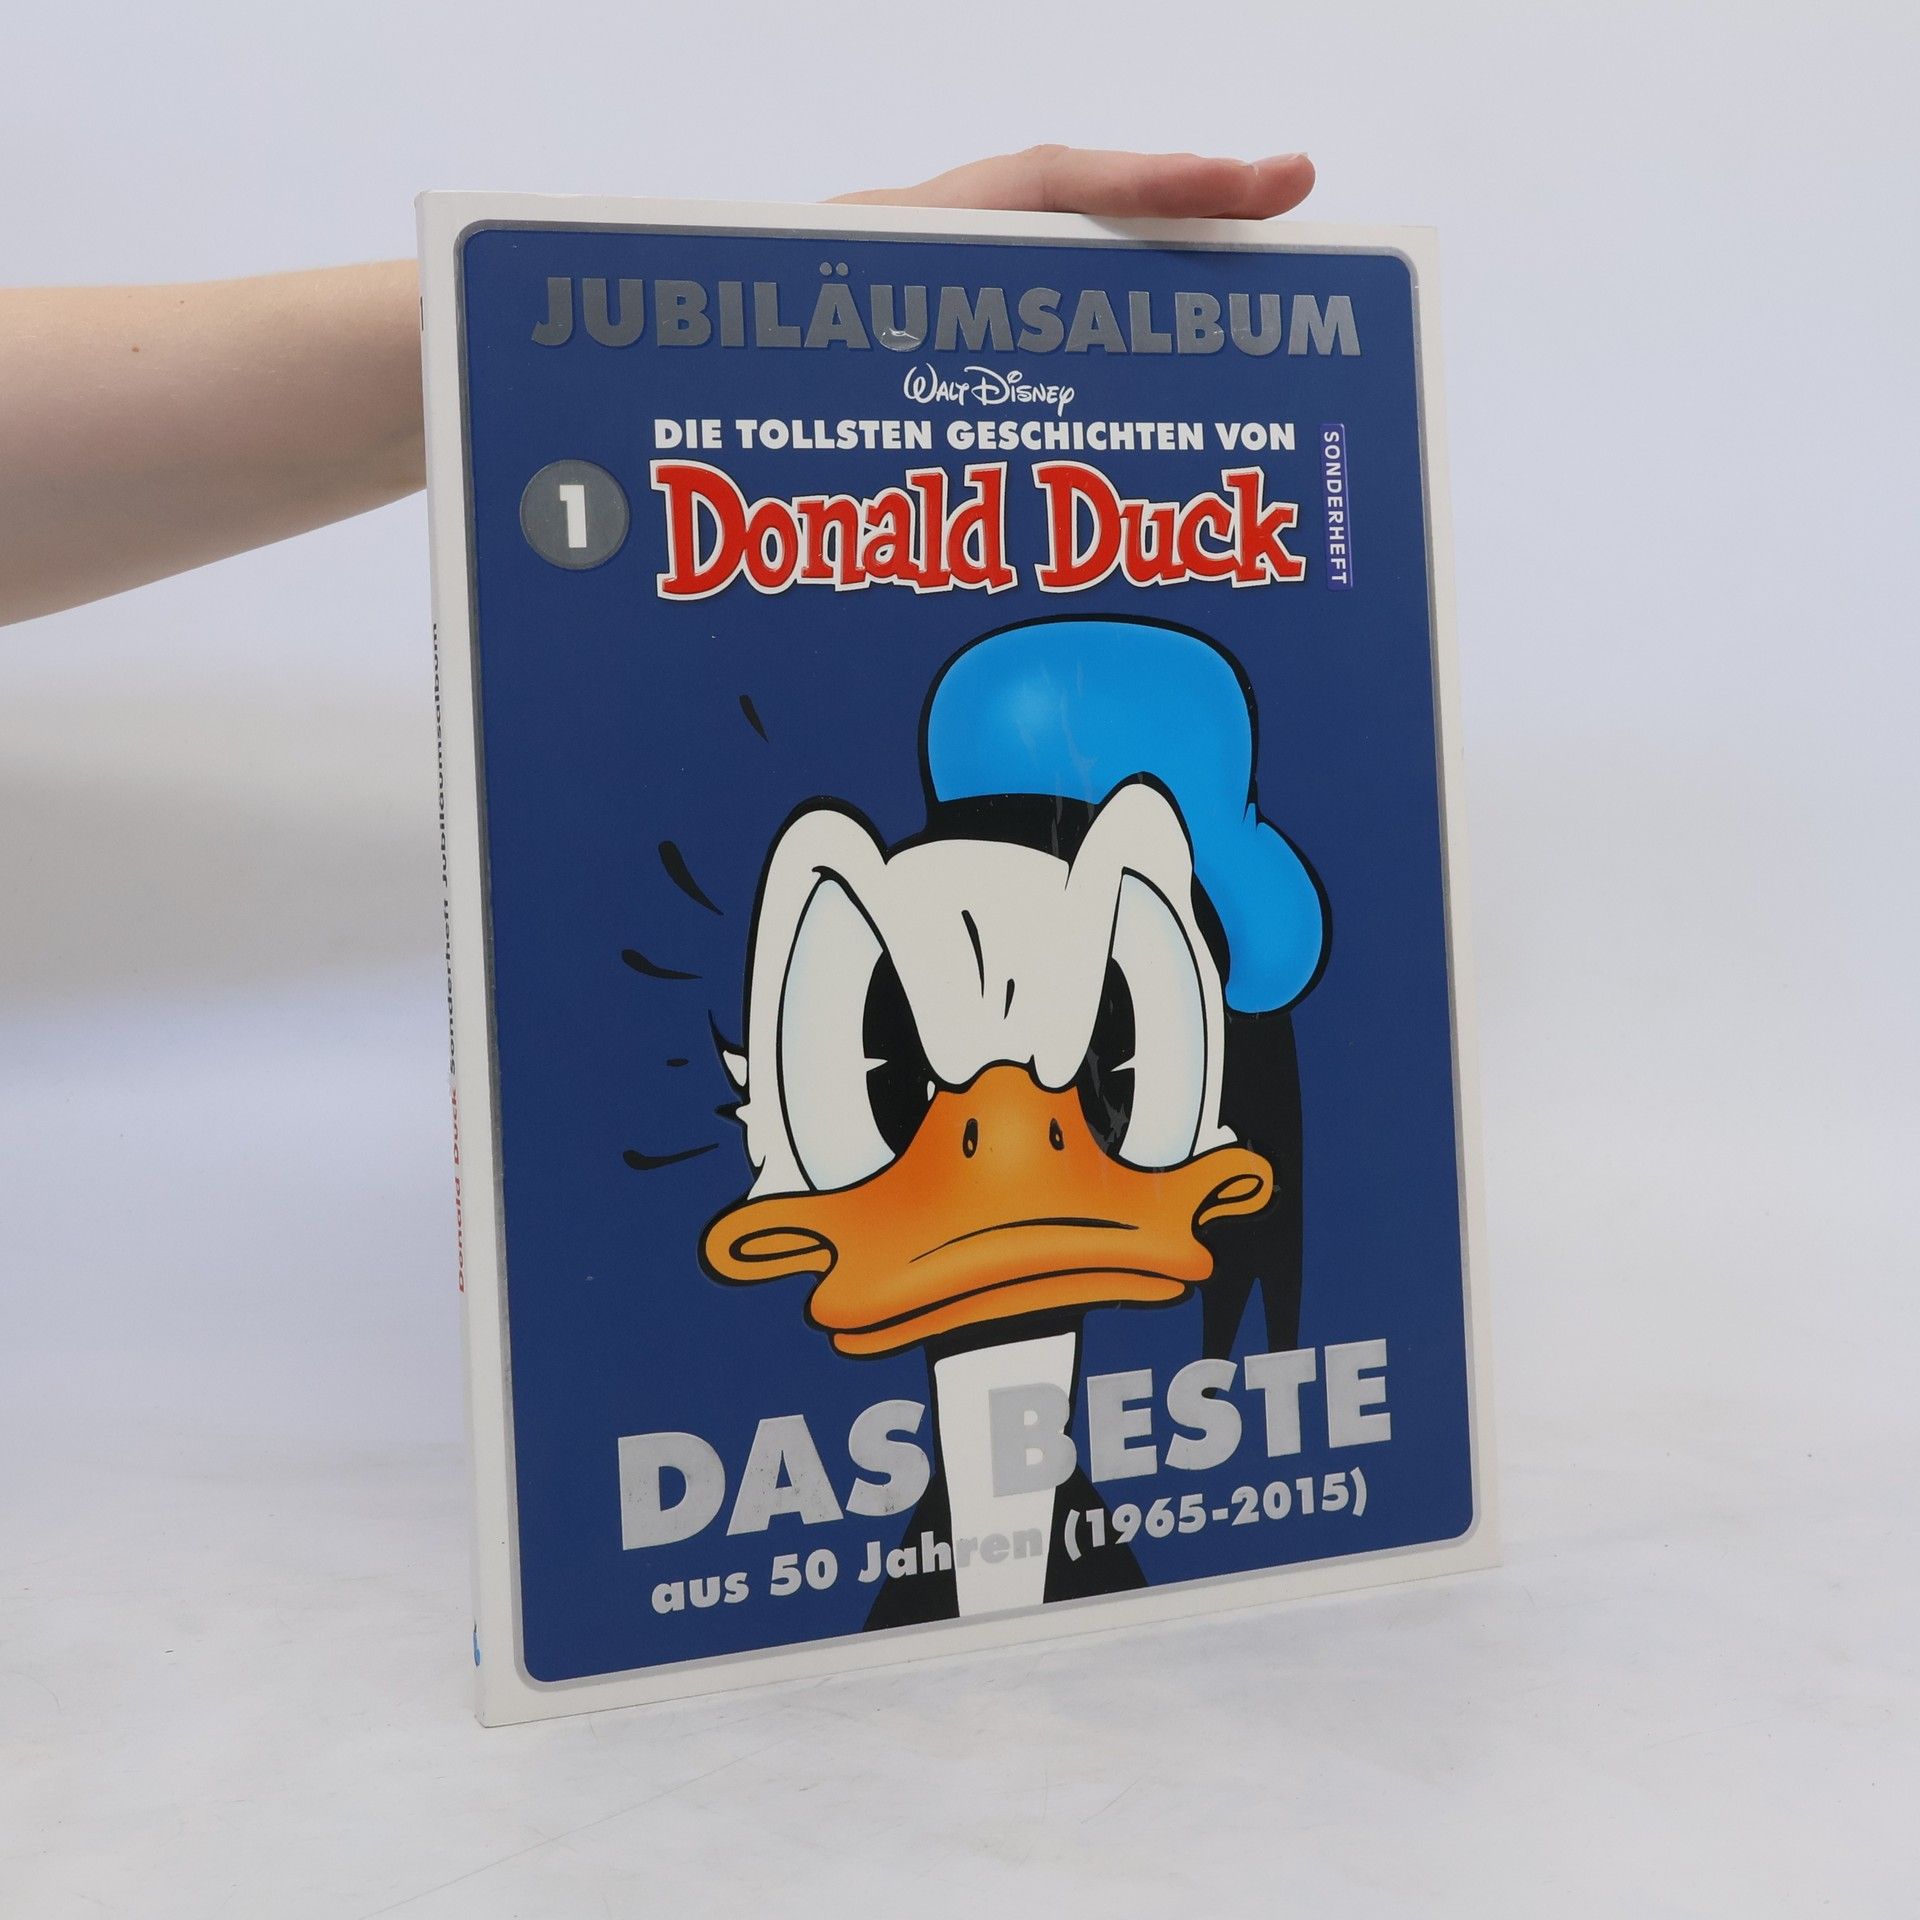 JUBILÄUMSALBUM
WALT DISNEY
DIE TOLLSTEN GESCHICHTEN VON
1
Donald Duck
SONDERHEFT
DAS BESTE
aus 50 Jahren (1965-2015)
Donald Duck Sonderheft Jubiläumsalbum